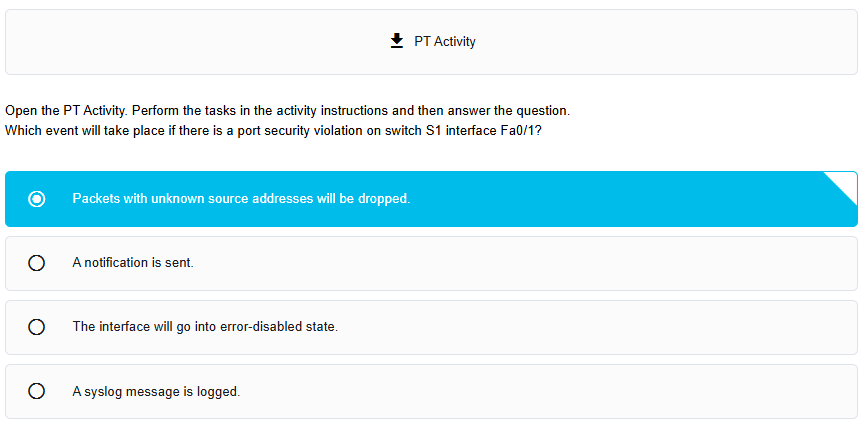 PT Activity
Open the PT Activity. Perform the tasks in the activity instructions and then answer the question.
Which event will take place if there is a port security violation on switch S1 interface Fa0/1?
Packets with unknown source addresses will be dropped.
A notification is sent.
The interface will go into error-disabled state.
A syslog message is logged.